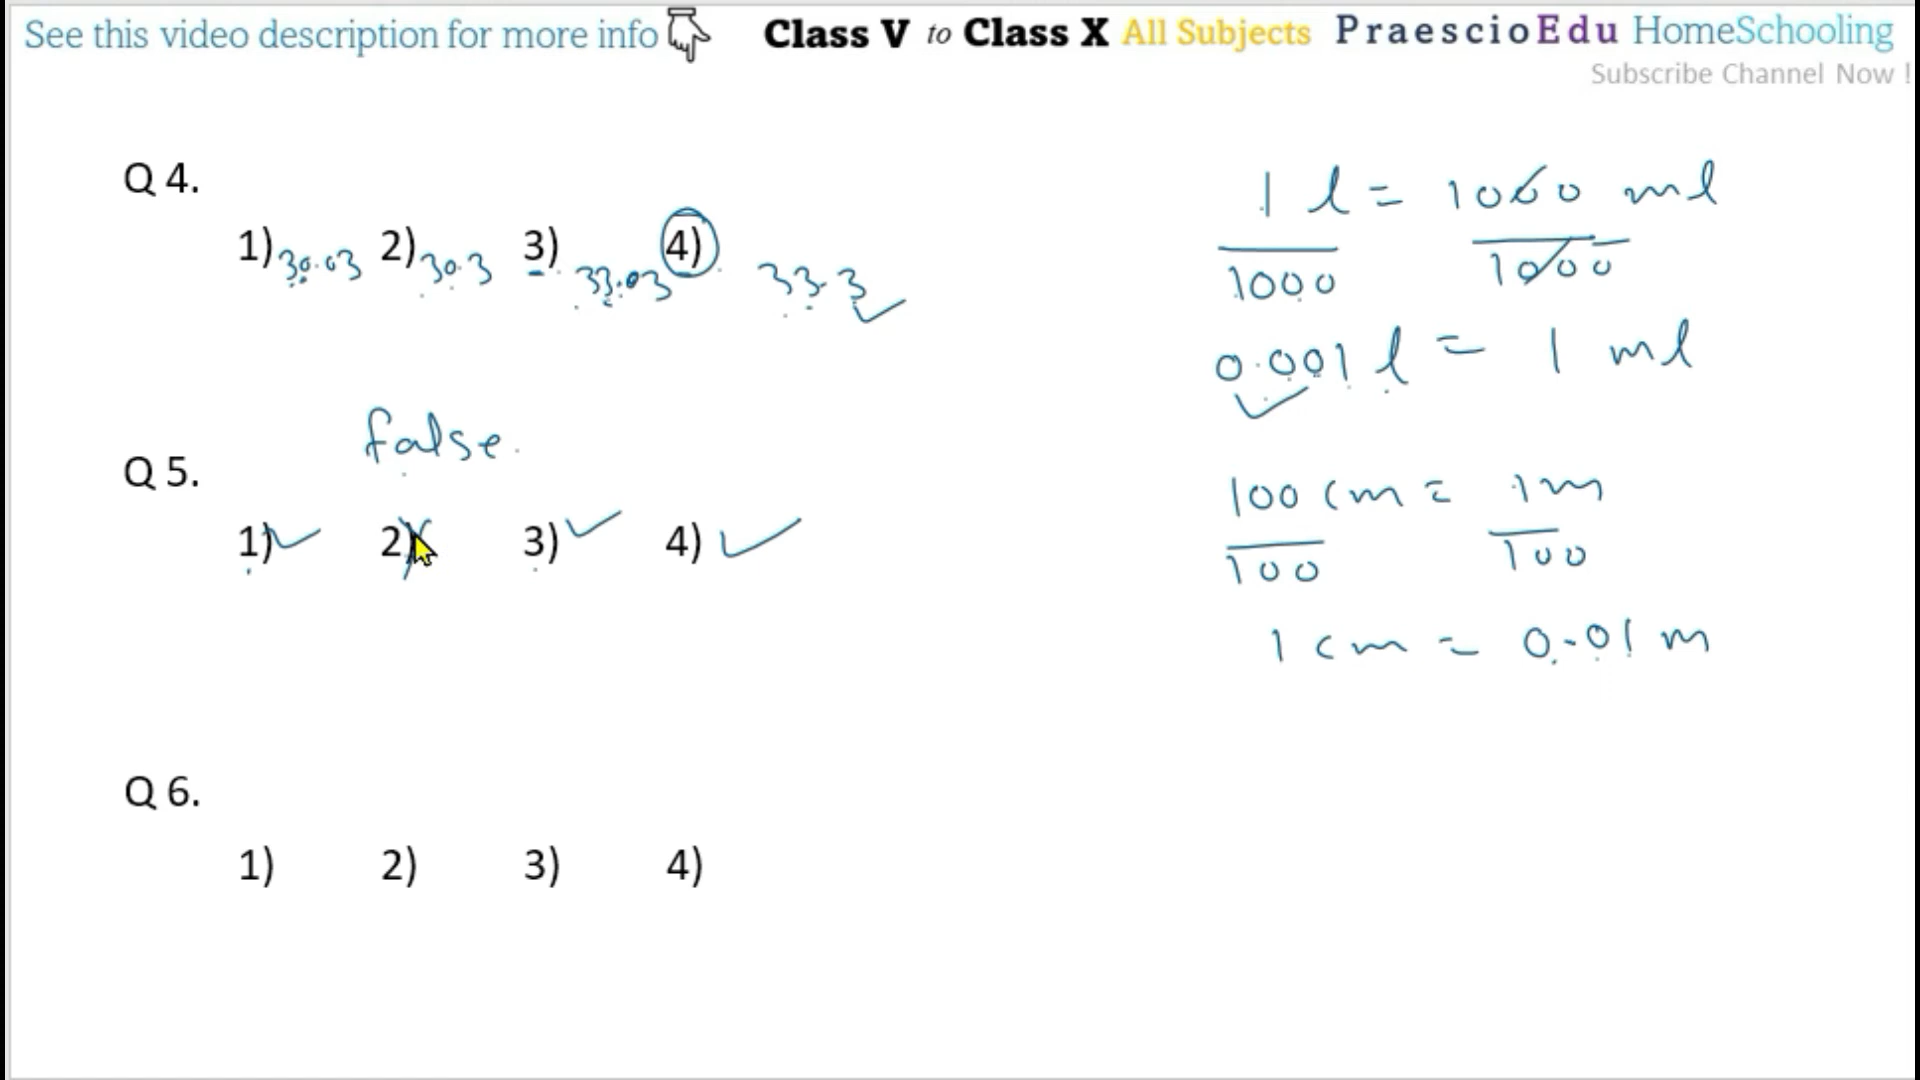 See this video description for more info Class V to Class X All Subjects PraescioEdu HomeSchooling
Subscribe Channel Now !
Q 4.
1) 30.03 2) 30.3 3) 33.03 4) 33.3
false.
Q 5.
1) 2) 3) 4)
Q 6.
1) 2) 3) 4)
1 l = 1000 ml
1000 1000
0.001 l = 1 ml
100 cm = 1m
100 100
1 cm = 0.01 m